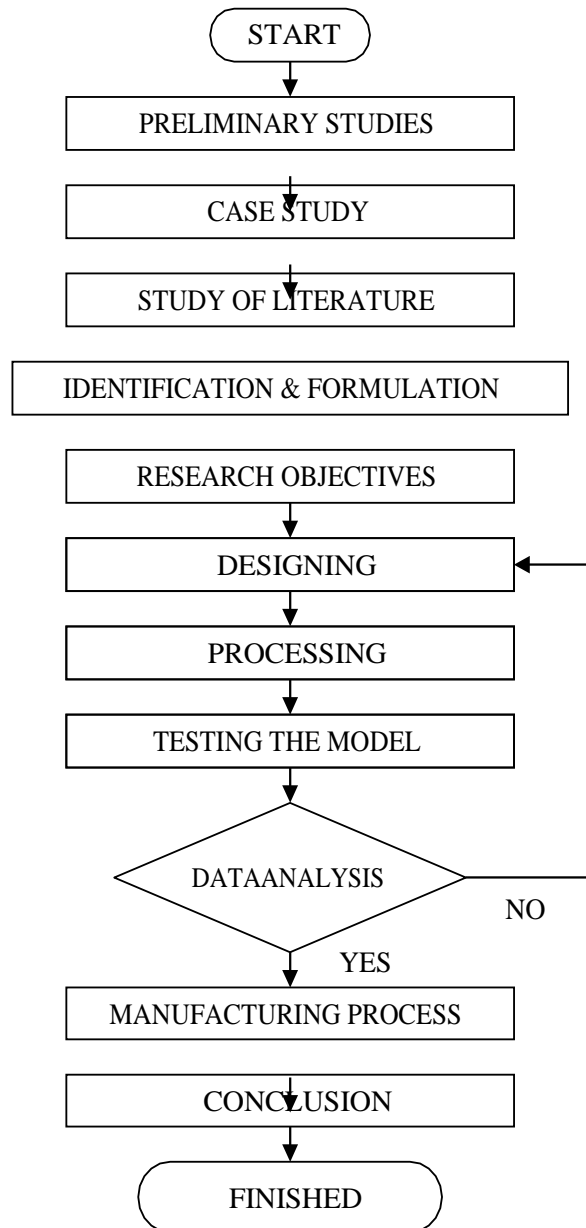 START
PRELIMINARY STUDIES
CASE STUDY
STUDY OF LITERATURE
IDENTIFICATION & FORMULATION
RESEARCH OBJECTIVES
DESIGNING
PROCESSING
TESTING THE MODEL
DATAANALYSIS
NO
YES
MANUFACTURING PROCESS
CONCLUSION
FINISHED